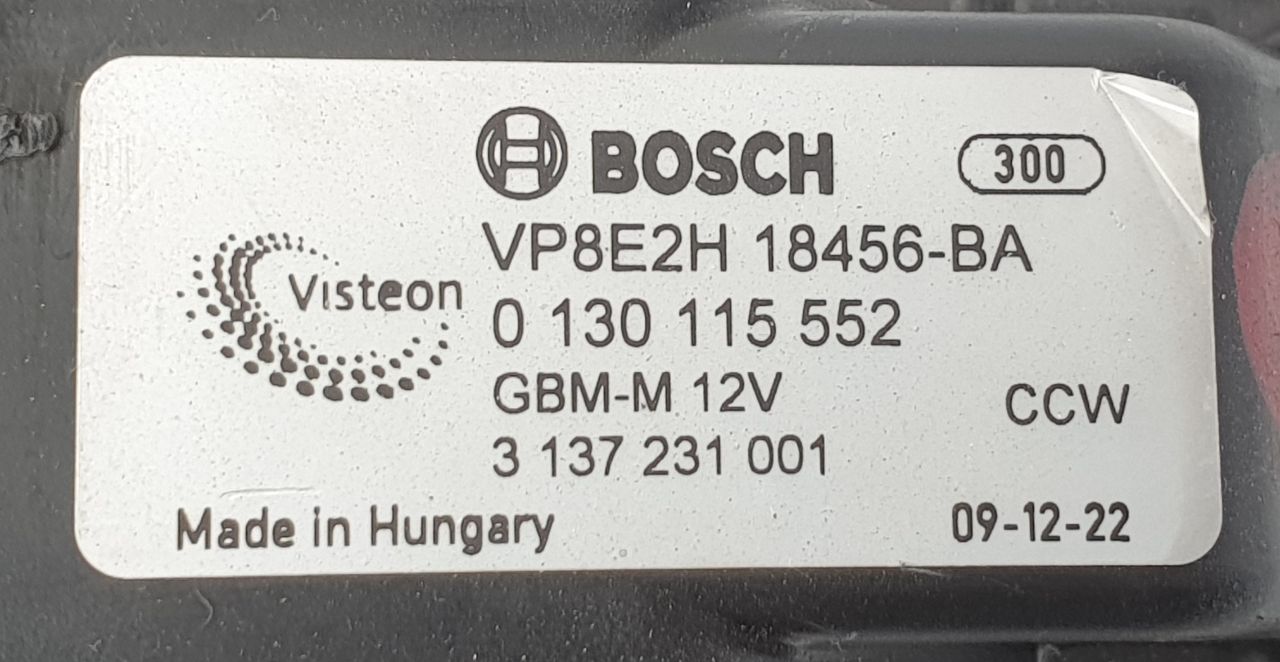 BOSCH 300
VP8E2H 18456-BA
Visteon
0 130 115 552
GBM-M 12V CCW
3 137 231 001
Made in Hungary 09-12-22